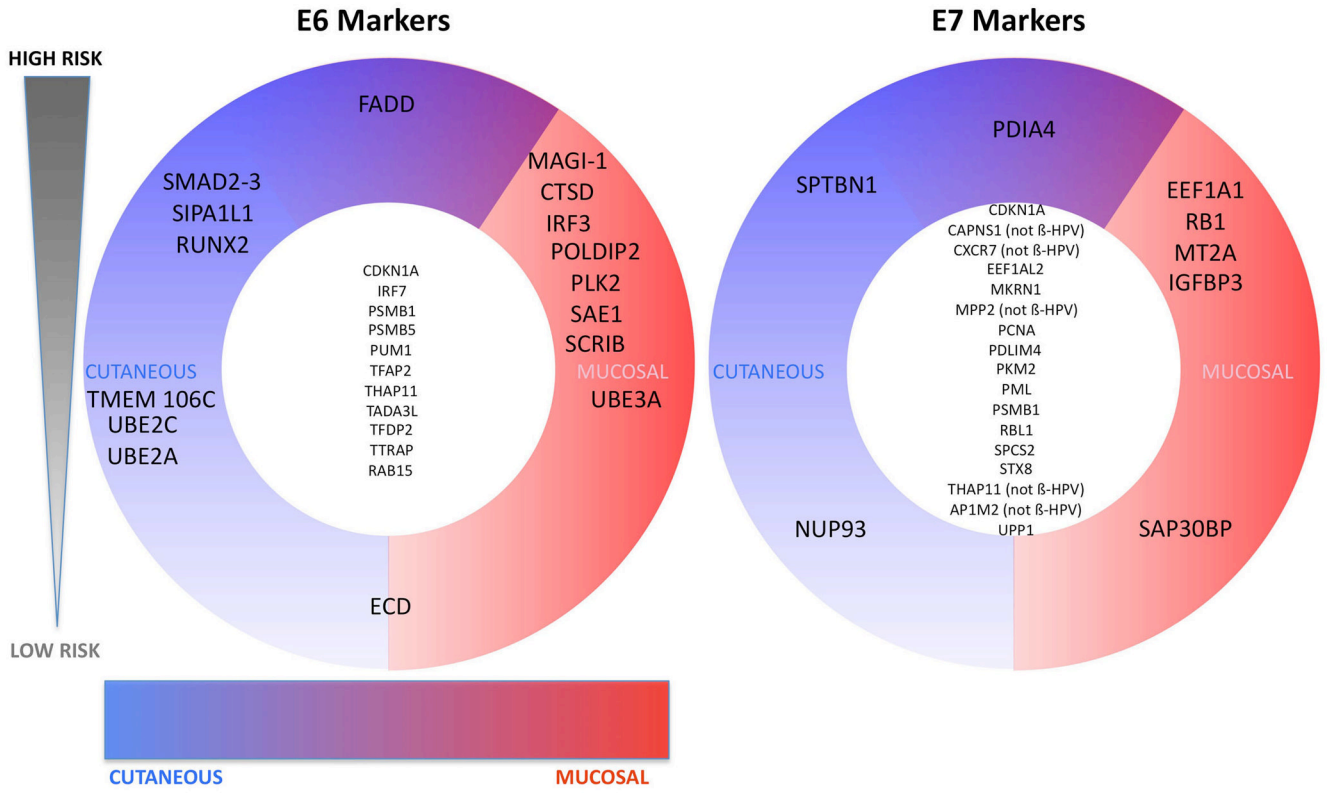 E6 Markers
E7 Markers
HIGH RISK
LOW RISK
FADD
SMAD2-3
SIPA1L1
RUNX2
MAGI-1
CTSD
IRF3
POLDIP2
PLK2
SAE1
SCRIB
CDKN1A
IRF7
PSMB1
PSMB5
PUM1
TFAP2
THAP11
TADA3L
TFDP2
TTRAP
RAB15
CUTANEOUS
TMEM 106C
UBE2C
UBE2A
MUCOSAL
UBE3A
ECD
PDIA4
SPTBN1
EEF1A1
RB1
MT2A
IGFBP3
CDKN1A
CAPNS1 (not ß-HPV)
CXCR7 (not ß-HPV)
EEF1AL2
MKRN1
MPP2 (not ß-HPV)
PCNA
PDLIM4
PKM2
PML
PSMB1
RBL1
SPCS2
STX8
THAP11 (not ß-HPV)
AP1M2 (not ß-HPV)
UPP1
CUTANEOUS
MUCOSAL
NUP93
SAP30BP
CUTANEOUS
MUCOSAL